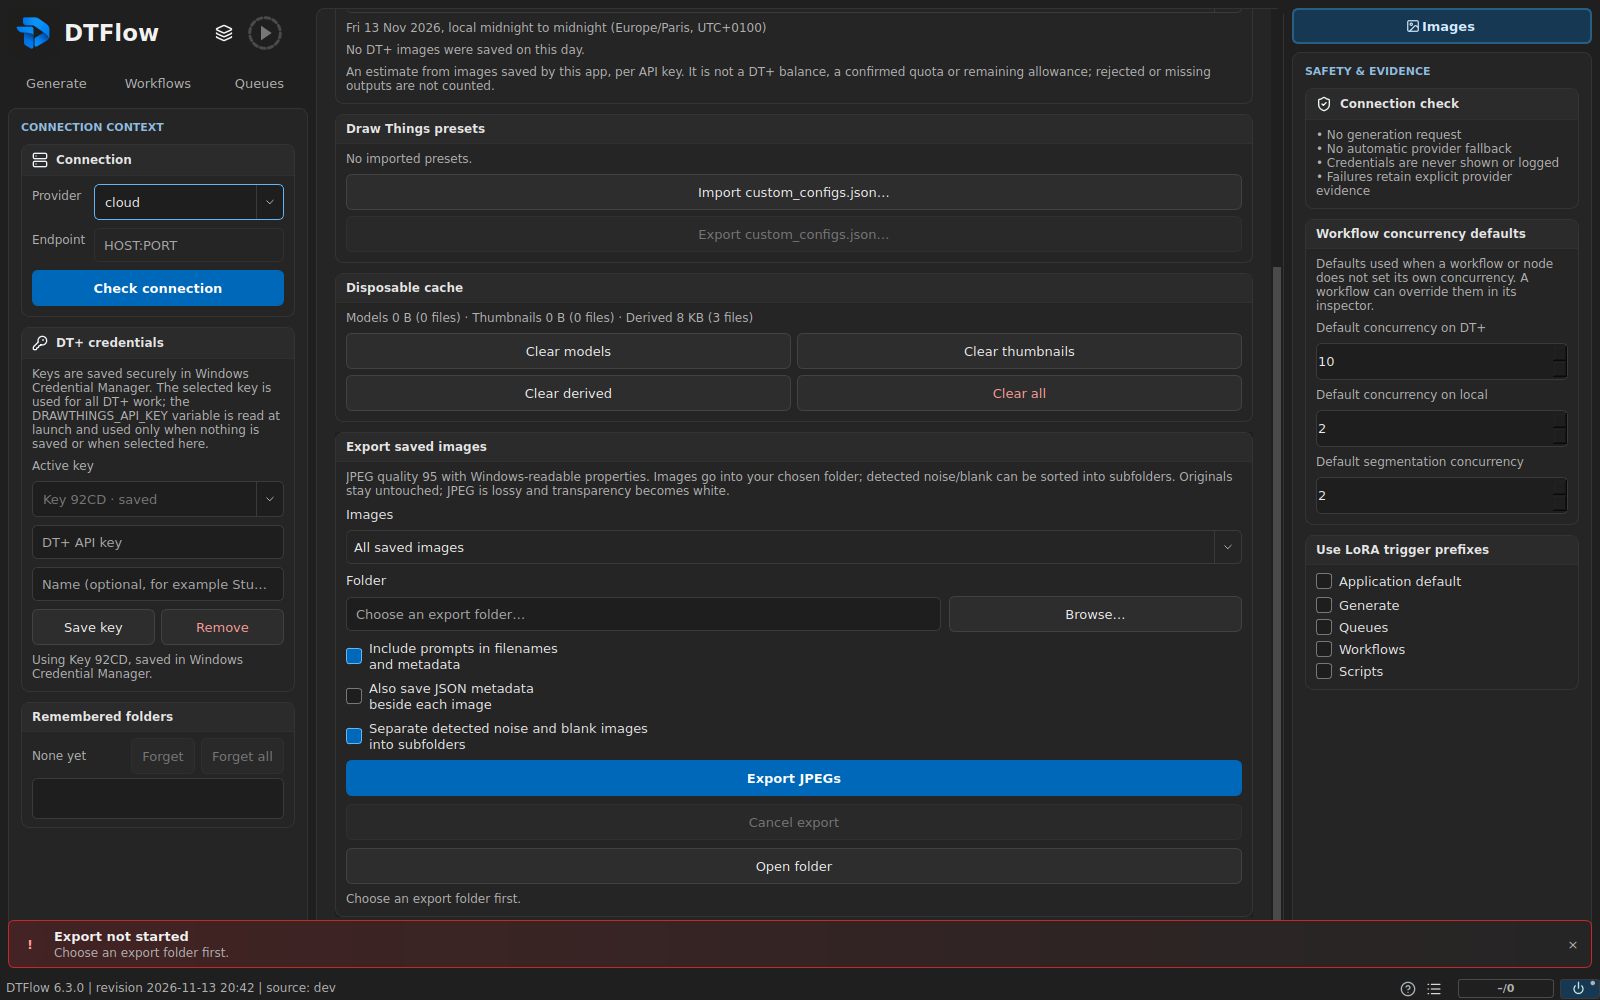 DTFlow
Generate
Workflows
Queues
CONNECTION CONTEXT
Connection
Provider
cloud
Endpoint
HOST:PORT
Check connection
DT+ credentials
Keys are saved securely in Windows
Credential Manager. The selected key is
used for all DT+ work; the
DRAWTHINGS_API_KEY variable is read at
launch and used only when nothing is
saved or when selected here.
Active key
Key 92CD · saved
DT+ API key
Name (optional, for example Stu...
Save key
Remove
Using Key 92CD, saved in Windows
Credential Manager.
Remembered folders
None yet
Forget
Forget all
Fri 13 Nov 2026, local midnight to midnight (Europe/Paris, UTC+0100)
No DT+ images were saved on this day.
An estimate from images saved by this app, per API key. It is not a DT+ balance, a confirmed quota or remaining allowance; rejected or missing
outputs are not counted.
Draw Things presets
No imported presets.
Import custom_configs.json...
Export custom_configs.json...
Disposable cache
Models 0 B (0 files) · Thumbnails 0 B (0 files) · Derived 8 KB (3 files)
Clear models
Clear thumbnails
Clear derived
Clear all
Export saved images
JPEG quality 95 with Windows-readable properties. Images go into your chosen folder; detected noise/blank can be sorted into subfolders. Originals
stay untouched; JPEG is lossy and transparency becomes white.
Images
All saved images
Folder
Choose an export folder...
Browse...
Include prompts in filenames
and metadata
Also save JSON metadata
beside each image
Separate detected noise and blank images
into subfolders
Export JPEGs
Cancel export
Open folder
Choose an export folder first.
Images
SAFETY & EVIDENCE
Connection check
• No generation request
• No automatic provider fallback
• Credentials are never shown or logged
• Failures retain explicit provider
evidence
Workflow concurrency defaults
Defaults used when a workflow or node
does not set its own concurrency. A
workflow can override them in its
inspector.
Default concurrency on DT+
10
Default concurrency on local
2
Default segmentation concurrency
2
Use LoRA trigger prefixes
Application default
Generate
Queues
Workflows
Scripts
! Export not started
Choose an export folder first.
×
DTFlow 6.3.0 | revision 2026-11-13 20:42 | source: dev
–/0